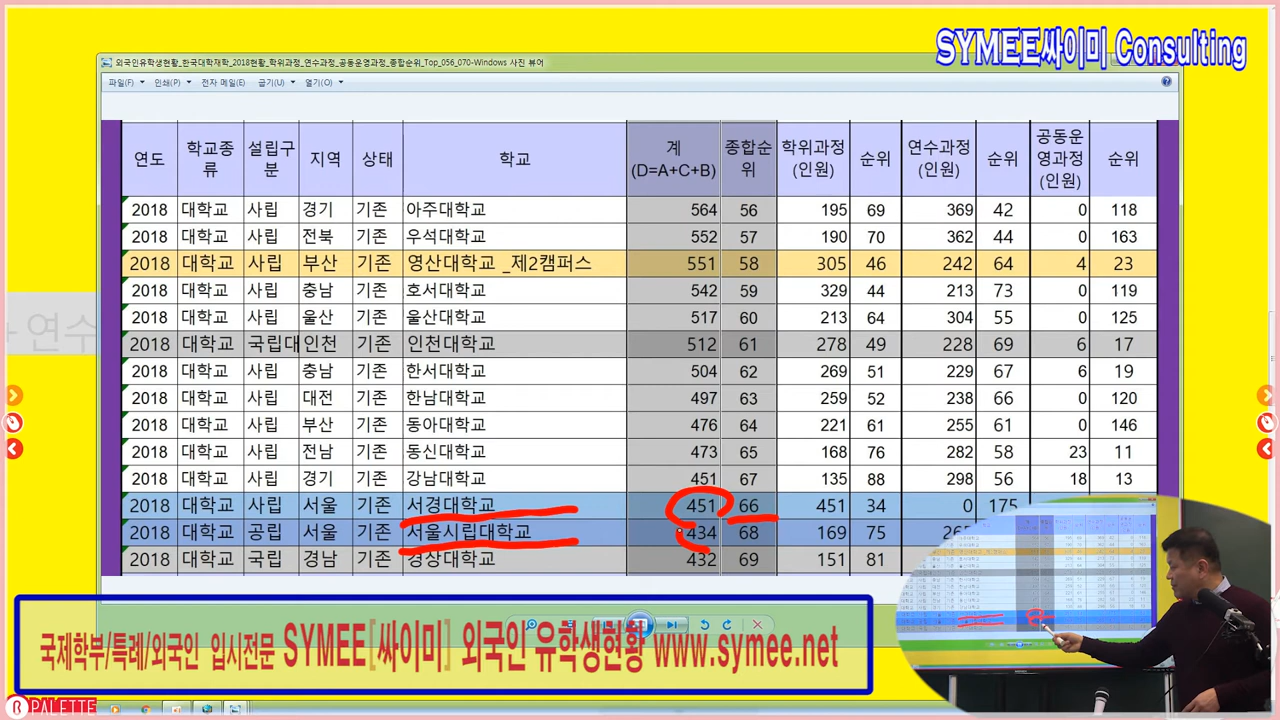 SYMEE싸이미 Consulting
외국인유학생현황_한국대학재학_2018현황_학위과정_연수과정_공동운영과정_종합순위_Top_056_070-Windows 사진 뷰어
파일(F) 인쇄(P) 전자 메일(E) 굽기(U) 열기(O)
연도 학교종류 설립구분 지역 상태 학교 계 (D=A+C+B) 종합순위 학위과정 (인원) 순위 연수과정 (인원) 순위 공동운영과정 (인원) 순위
2018 대학교 사립 경기 기존 아주대학교 564 56 195 69 369 42 0 118
2018 대학교 사립 전북 기존 우석대학교 552 57 190 70 362 44 0 163
2018 대학교 사립 부산 기존 영산대학교 _제2캠퍼스 551 58 305 46 242 64 4 23
2018 대학교 사립 충남 기존 호서대학교 542 59 329 44 213 73 0 119
2018 대학교 사립 울산 기존 울산대학교 517 60 213 64 304 55 0 125
2018 대학교 국립대 인천 기존 인천대학교 512 61 278 49 228 69 6 17
2018 대학교 사립 충남 기존 한서대학교 504 62 269 51 229 67 6 19
2018 대학교 사립 대전 기존 한남대학교 497 63 259 52 238 66 0 120
2018 대학교 사립 부산 기존 동아대학교 476 64 221 61 255 61 0 146
2018 대학교 사립 전남 기존 동신대학교 473 65 168 76 282 58 23 11
2018 대학교 사립 경기 기존 강남대학교 451 67 135 88 298 56 18 13
2018 대학교 사립 서울 기존 서경대학교 451 66 451 34 0 175
2018 대학교 공립 서울 기존 서울시립대학교 434 68 169 75
2018 대학교 국립 경남 기존 경상대학교 432 69 151 81
연수
국제학부/특례/외국인 입시전문 SYMEE[싸이미] 외국인 유학생현황 www.symee.net
PALETTE